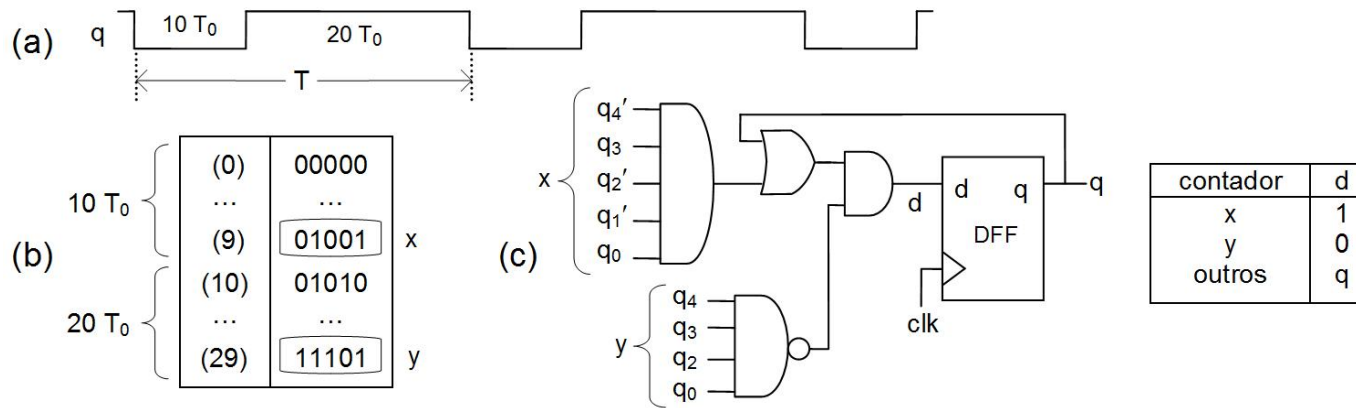 (a)
q
10 T₀
20 T₀
T
(b)
10 T₀
(0) 00000
... ...
(9) 01001 x
20 T₀
(10) 01010
... ...
(29) 11101 y
(c)
x
q₄′
q₃
q₂′
q₁′
q₀
y
q₄
q₃
q₂
q₀
d
d q
DFF
clk
q
contador d
x 1
y 0
outros q